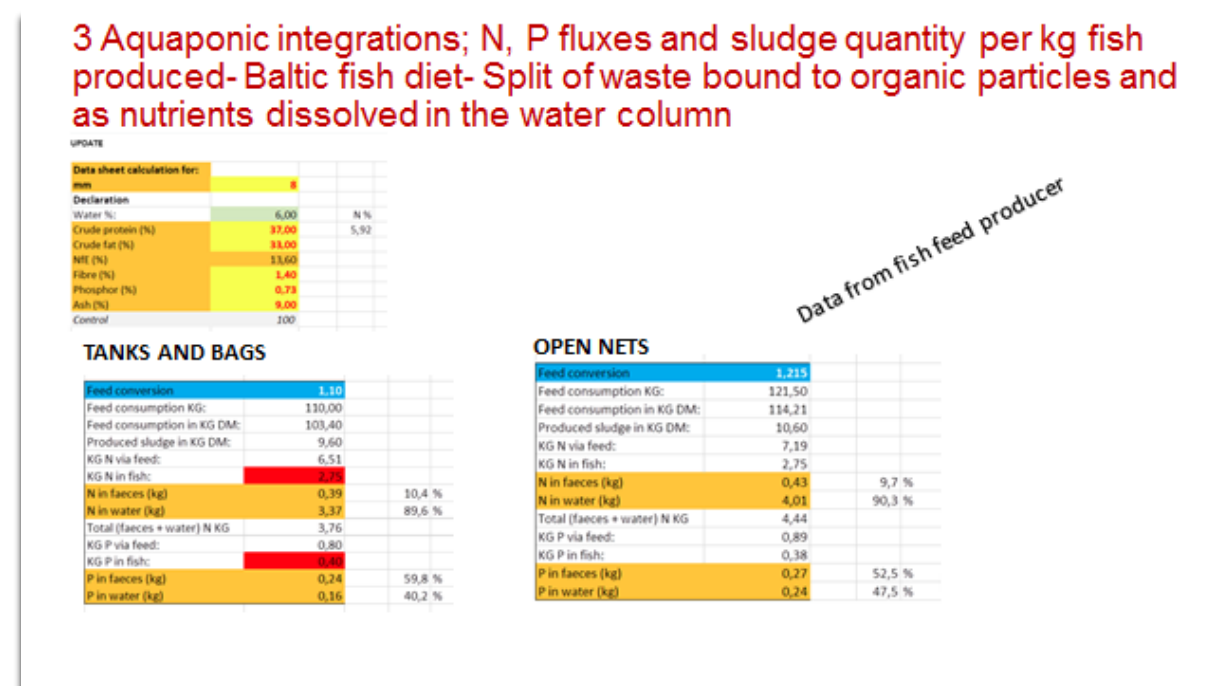 3 Aquaponic integrations; N, P fluxes and sludge quantity per kg fish
produced- Baltic fish diet- Split of waste bound to organic particles and
as nutrients dissolved in the water column
UPDATE
Data sheet calculation for:
mm 8
Declaration
Water %: 6,00 N %
Crude protein (%) 37,00 5,92
Crude fat (%) 33,00
NfE (%) 13,60
Fibre (%) 1,40
Phosphor (%) 0,73
Ash (%) 9,00
Control 100
Data from fish feed producer
TANKS AND BAGS
Feed conversion 1,10
Feed consumption KG: 110,00
Feed consumption in KG DM: 103,40
Produced sludge in KG DM: 9,60
KG N via feed: 6,51
KG N in fish: 2,75
N in faeces (kg) 0,39 10,4 %
N in water (kg) 3,37 89,6 %
Total (faeces + water) N KG 3,76
KG P via feed: 0,80
KG P in fish: 0,40
P in faeces (kg) 0,24 59,8 %
P in water (kg) 0,16 40,2 %
OPEN NETS
Feed conversion 1,215
Feed consumption KG: 121,50
Feed consumption in KG DM: 114,21
Produced sludge in KG DM: 10,60
KG N via feed: 7,19
KG N in fish: 2,75
N in faeces (kg) 0,43 9,7 %
N in water (kg) 4,01 90,3 %
Total (faeces + water) N KG 4,44
KG P via feed: 0,89
KG P in fish: 0,38
P in faeces (kg) 0,27 52,5 %
P in water (kg) 0,24 47,5 %